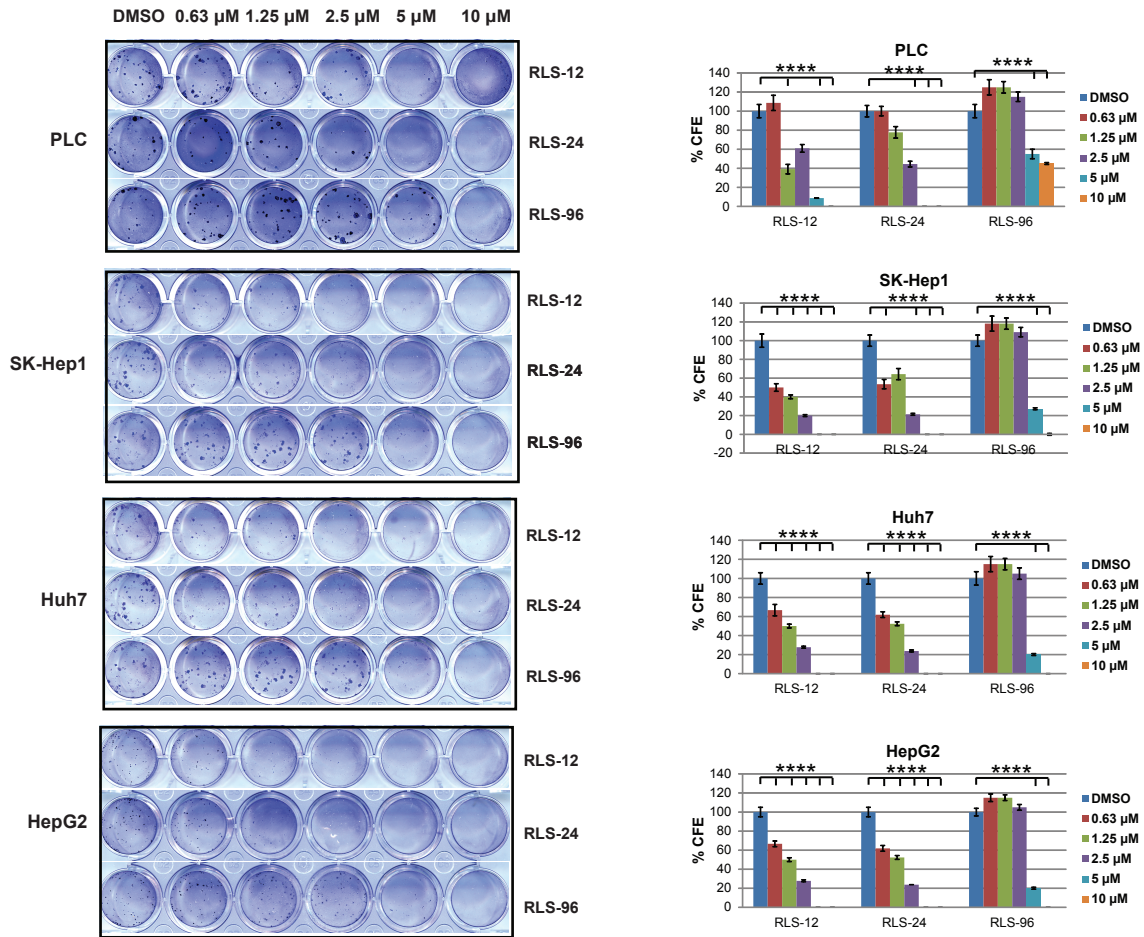 DMSO 0.63 µM 1.25 µM 2.5 µM 5 µM 10 µM
PLC
RLS-12
RLS-24
RLS-96
SK-Hep1
RLS-12
RLS-24
RLS-96
Huh7
RLS-12
RLS-24
RLS-96
HepG2
RLS-12
RLS-24
RLS-96
PLC
**** **** ****
% CFE
140
120
100
80
60
40
20
0
RLS-12 RLS-24 RLS-96
DMSO
0.63 µM
1.25 µM
2.5 µM
5 µM
10 µM
SK-Hep1
**** **** ****
% CFE
140
120
100
80
60
40
20
0
-20
RLS-12 RLS-24 RLS-96
DMSO
0.63 µM
1.25 µM
2.5 µM
5 µM
10 µM
Huh7
**** **** ****
% CFE
140
120
100
80
60
40
20
0
RLS-12 RLS-24 RLS-96
DMSO
0.63 µM
1.25 µM
2.5 µM
5 µM
10 µM
HepG2
**** **** ****
% CFE
140
120
100
80
60
40
20
0
RLS-12 RLS-24 RLS-96
DMSO
0.63 µM
1.25 µM
2.5 µM
5 µM
10 µM